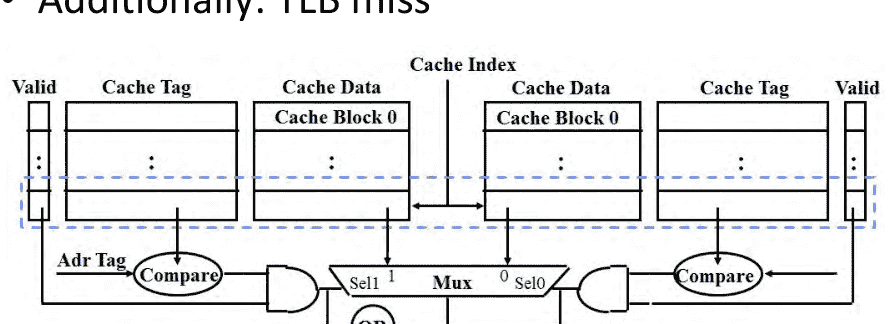 • Additionally: TLB miss
Cache Index
Valid Cache Tag Cache Data Cache Data Cache Tag Valid
Cache Block 0 Cache Block 0
: : : : : :
Adr Tag
Compare Sel1 1 Mux 0 Sel0 Compare
OR